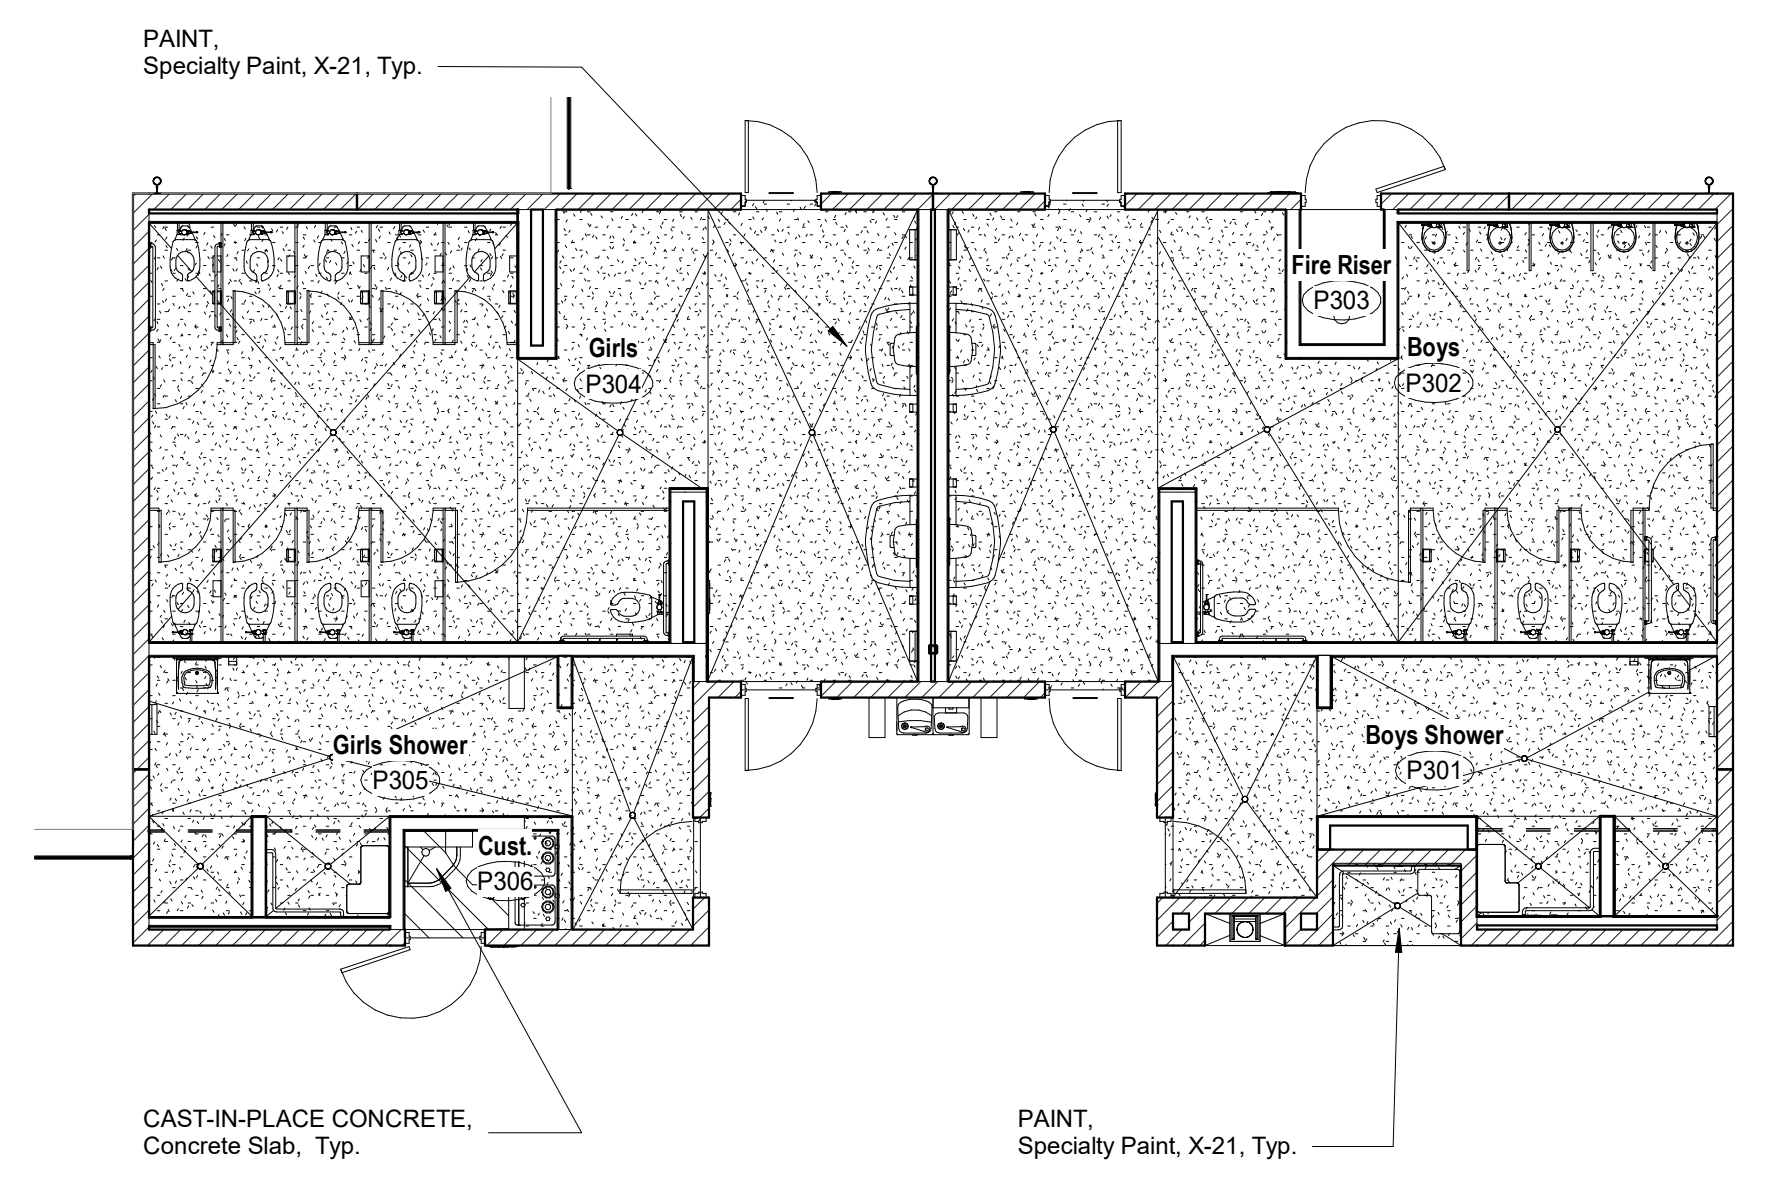 PAINT,
Specialty Paint, X-21, Typ.
Fire Riser
P303
Girls
P304
Boys
P302
Girls Shower
P305
Boys Shower
P301
Cust.
P306
CAST-IN-PLACE CONCRETE,
Concrete Slab, Typ.
PAINT,
Specialty Paint, X-21, Typ.